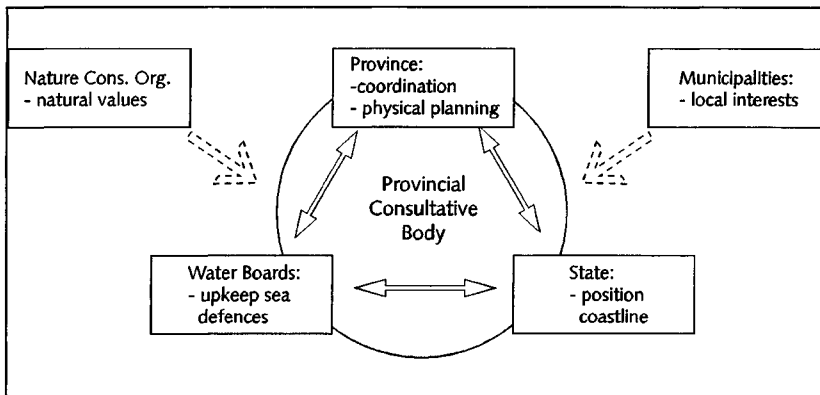 Nature Cons. Org.
- natural values
Province:
-coordination
- physical planning
Municipalities:
- local interests
Provincial
Consultative
Body
Water Boards:
- upkeep sea
defences
State:
- position
coastline